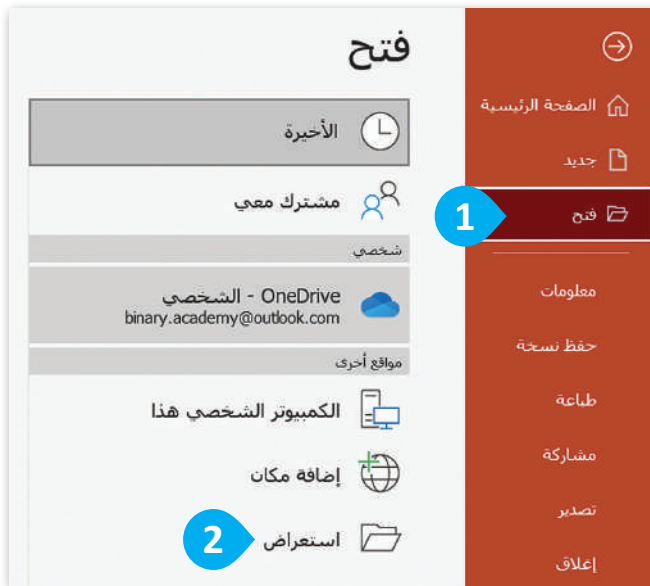 الصفحة الرئيسية
جديد
فتح
1
معلومات
حفظ نسخة
طباعة
مشاركة
تصدير
إغلاق
فتح
الأخيرة
مشترك معي
شخصي
OneDrive - الشخصي
binary.academy@outlook.com
مواقع أخرى
الكمبيوتر الشخصي هذا
إضافة مكان
استعراض
2